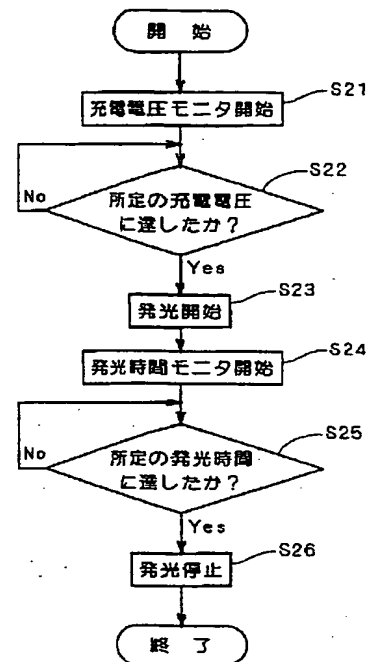 開 始
S21
充電電圧モニタ開始
S22
所定の充電電圧
に達したか？
No
Yes
S23
発光開始
S24
発光時間モニタ開始
S25
所定の発光時間
に達したか？
No
Yes
S26
発光停止
終 了